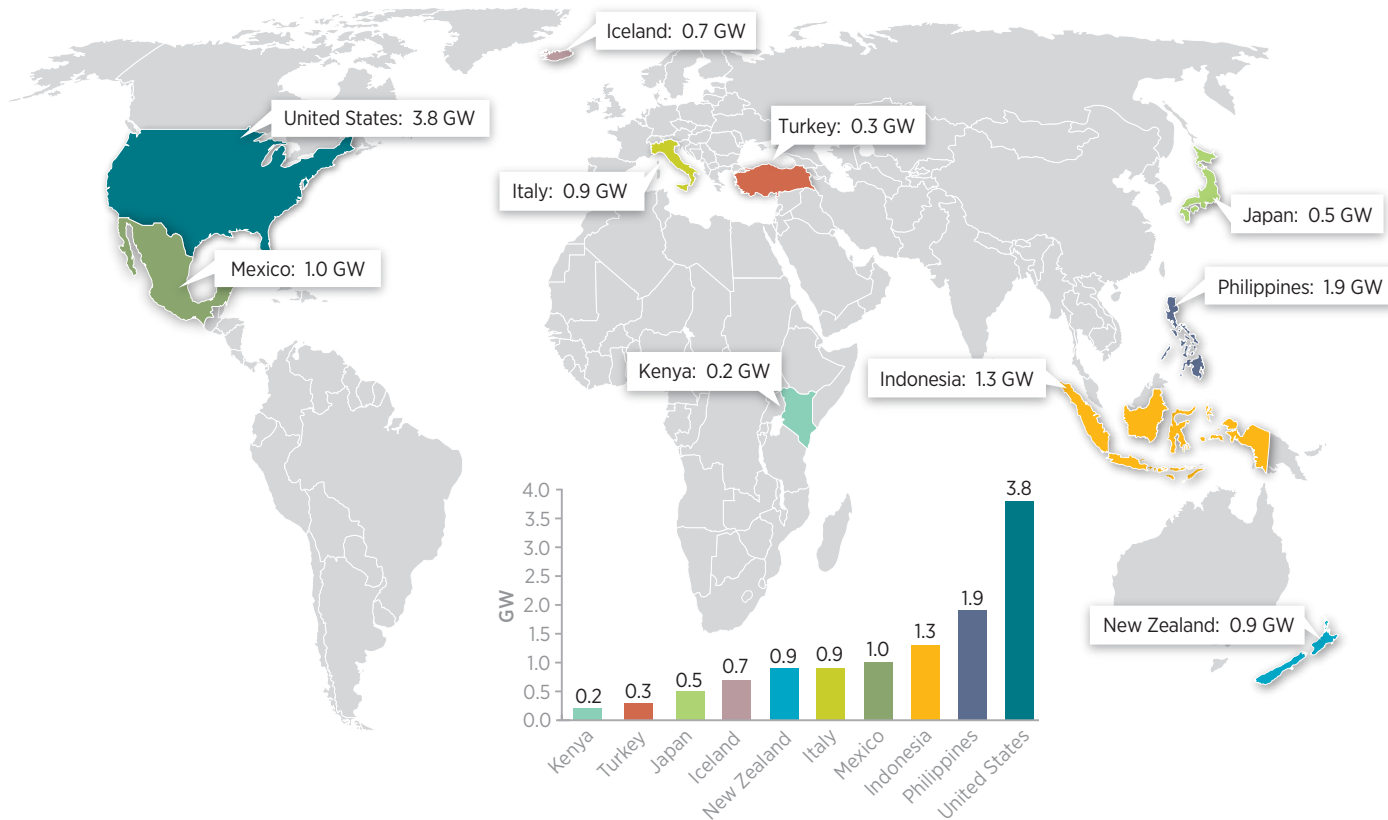 Iceland: 0.7 GW
United States: 3.8 GW
Turkey: 0.3 GW
Italy: 0.9 GW
Japan: 0.5 GW
Mexico: 1.0 GW
Philippines: 1.9 GW
Kenya: 0.2 GW
Indonesia: 1.3 GW
New Zealand: 0.9 GW
GW
4.0
3.5
3.0
2.5
2.0
1.5
1.0
0.5
0.0
0.2
0.3
0.5
0.7
0.9
0.9
1.0
1.3
1.9
3.8
Kenya
Turkey
Japan
Iceland
New Zealand
Italy
Mexico
Indonesia
Philippines
United States